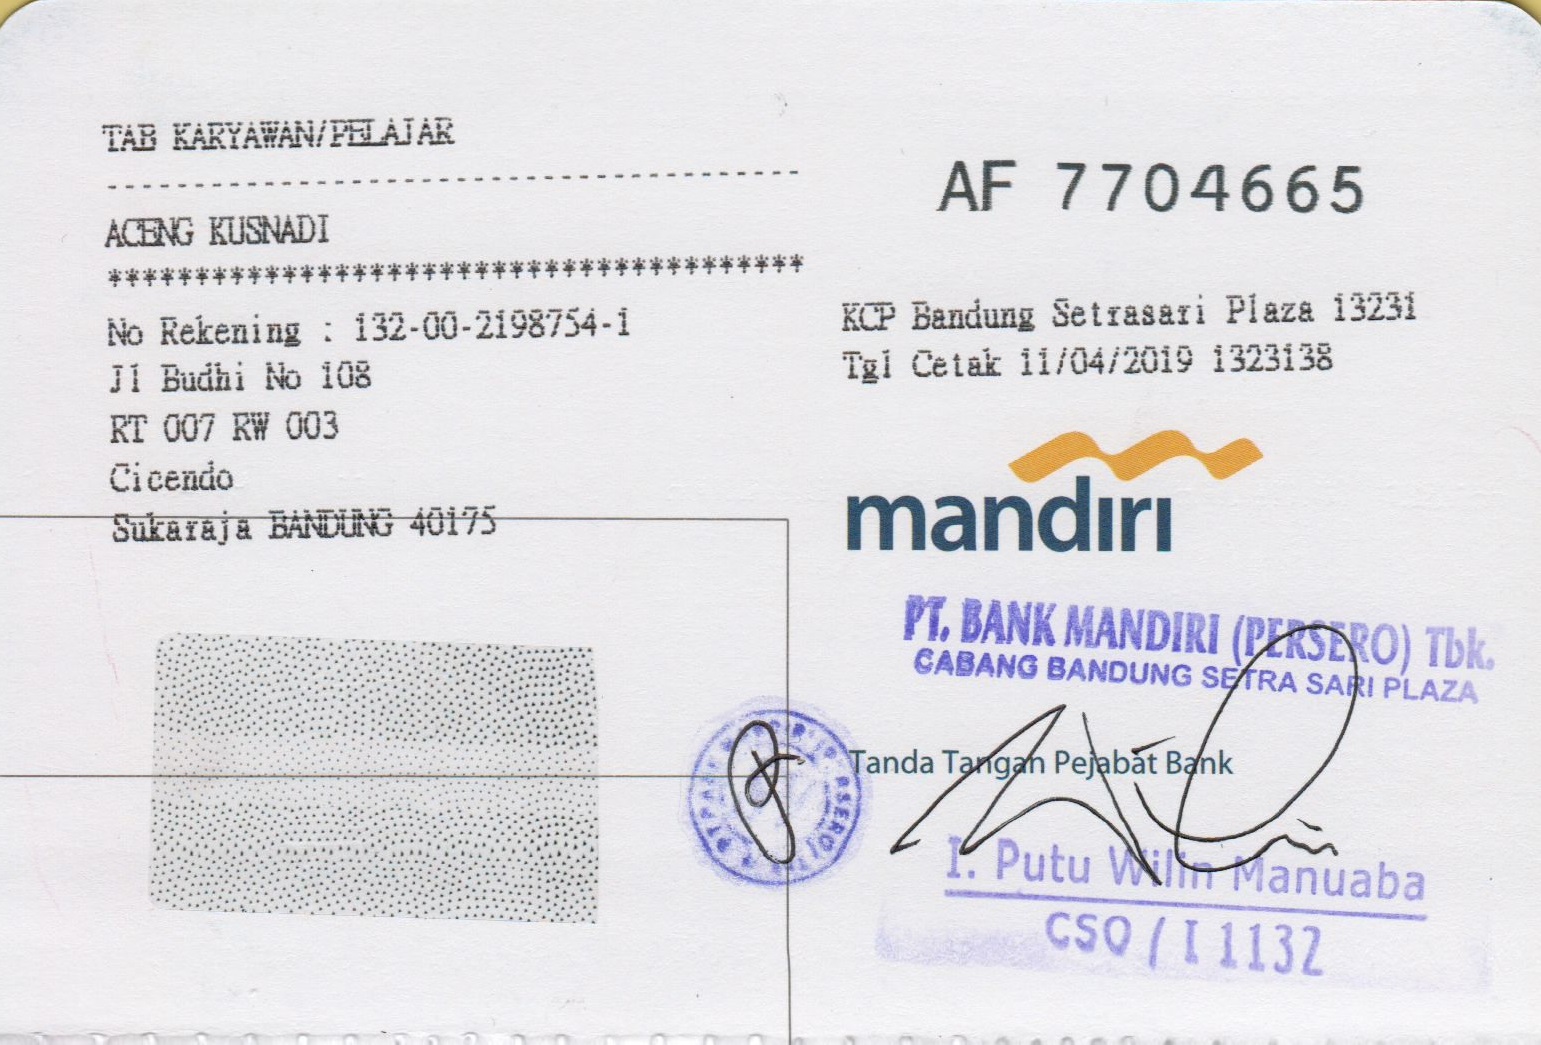 TAB KARYAWAN/PELAJAR
----------------------------------------
ACENG KUSNADI
****************************************
No Rekening : 132-00-2198754-1
Jl Budhi No 108
RT 007 RW 003
Cicendo
Sukaraja BANDUNG 40175
AF 7704665
KCP Bandung Setrasari Plaza 13231
Tgl Cetak 11/04/2019 1323138
mandiri
PT. BANK MANDIRI (PERSERO) Tbk.
CABANG BANDUNG SETRA SARI PLAZA
Tanda Tangan Pejabat Bank
I. Putu Wilin Manuaba
CSO / I 1132